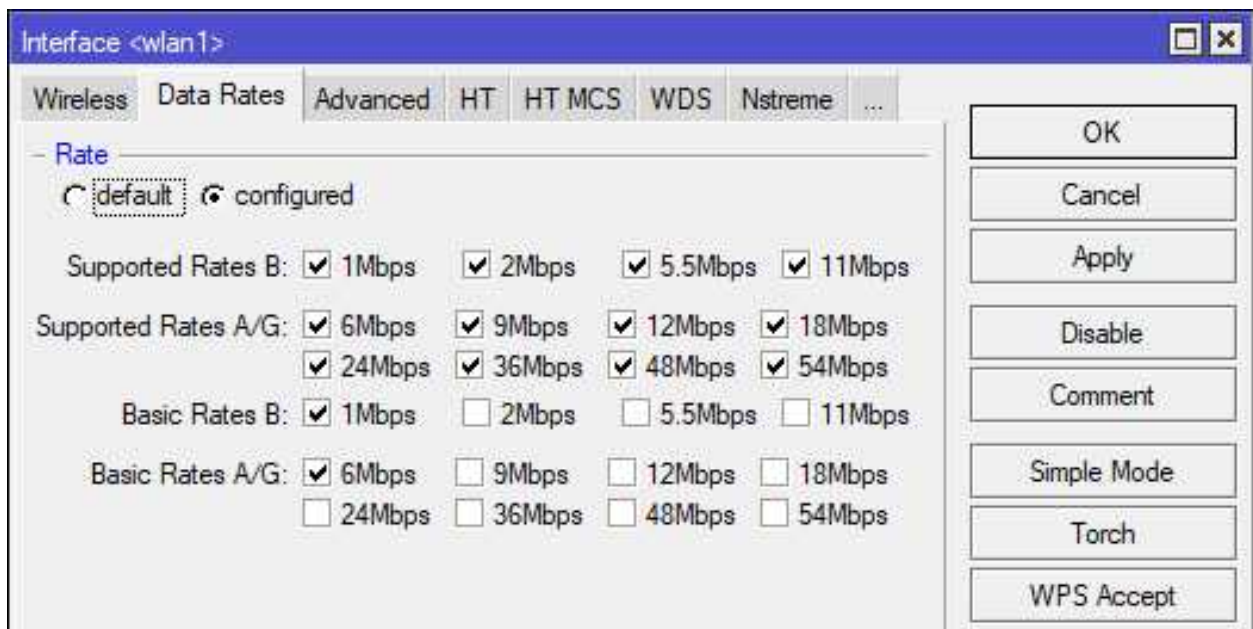 Interface <wlan1>
Wireless Data Rates Advanced HT HT MCS WDS Nstreme ...
Rate
default configured
Supported Rates B: 1Mbps 2Mbps 5.5Mbps 11Mbps
Supported Rates A/G: 6Mbps 9Mbps 12Mbps 18Mbps
24Mbps 36Mbps 48Mbps 54Mbps
Basic Rates B: 1Mbps 2Mbps 5.5Mbps 11Mbps
Basic Rates A/G: 6Mbps 9Mbps 12Mbps 18Mbps
24Mbps 36Mbps 48Mbps 54Mbps
OK
Cancel
Apply
Disable
Comment
Simple Mode
Torch
WPS Accept